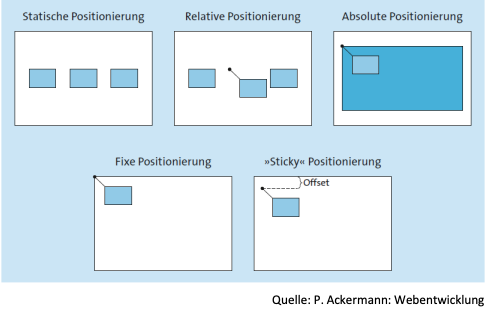 Statische Positionierung
Relative Positionierung
Absolute Positionierung
Fixe Positionierung
»Sticky« Positionierung
Offset
Quelle: P. Ackermann: Webentwicklung